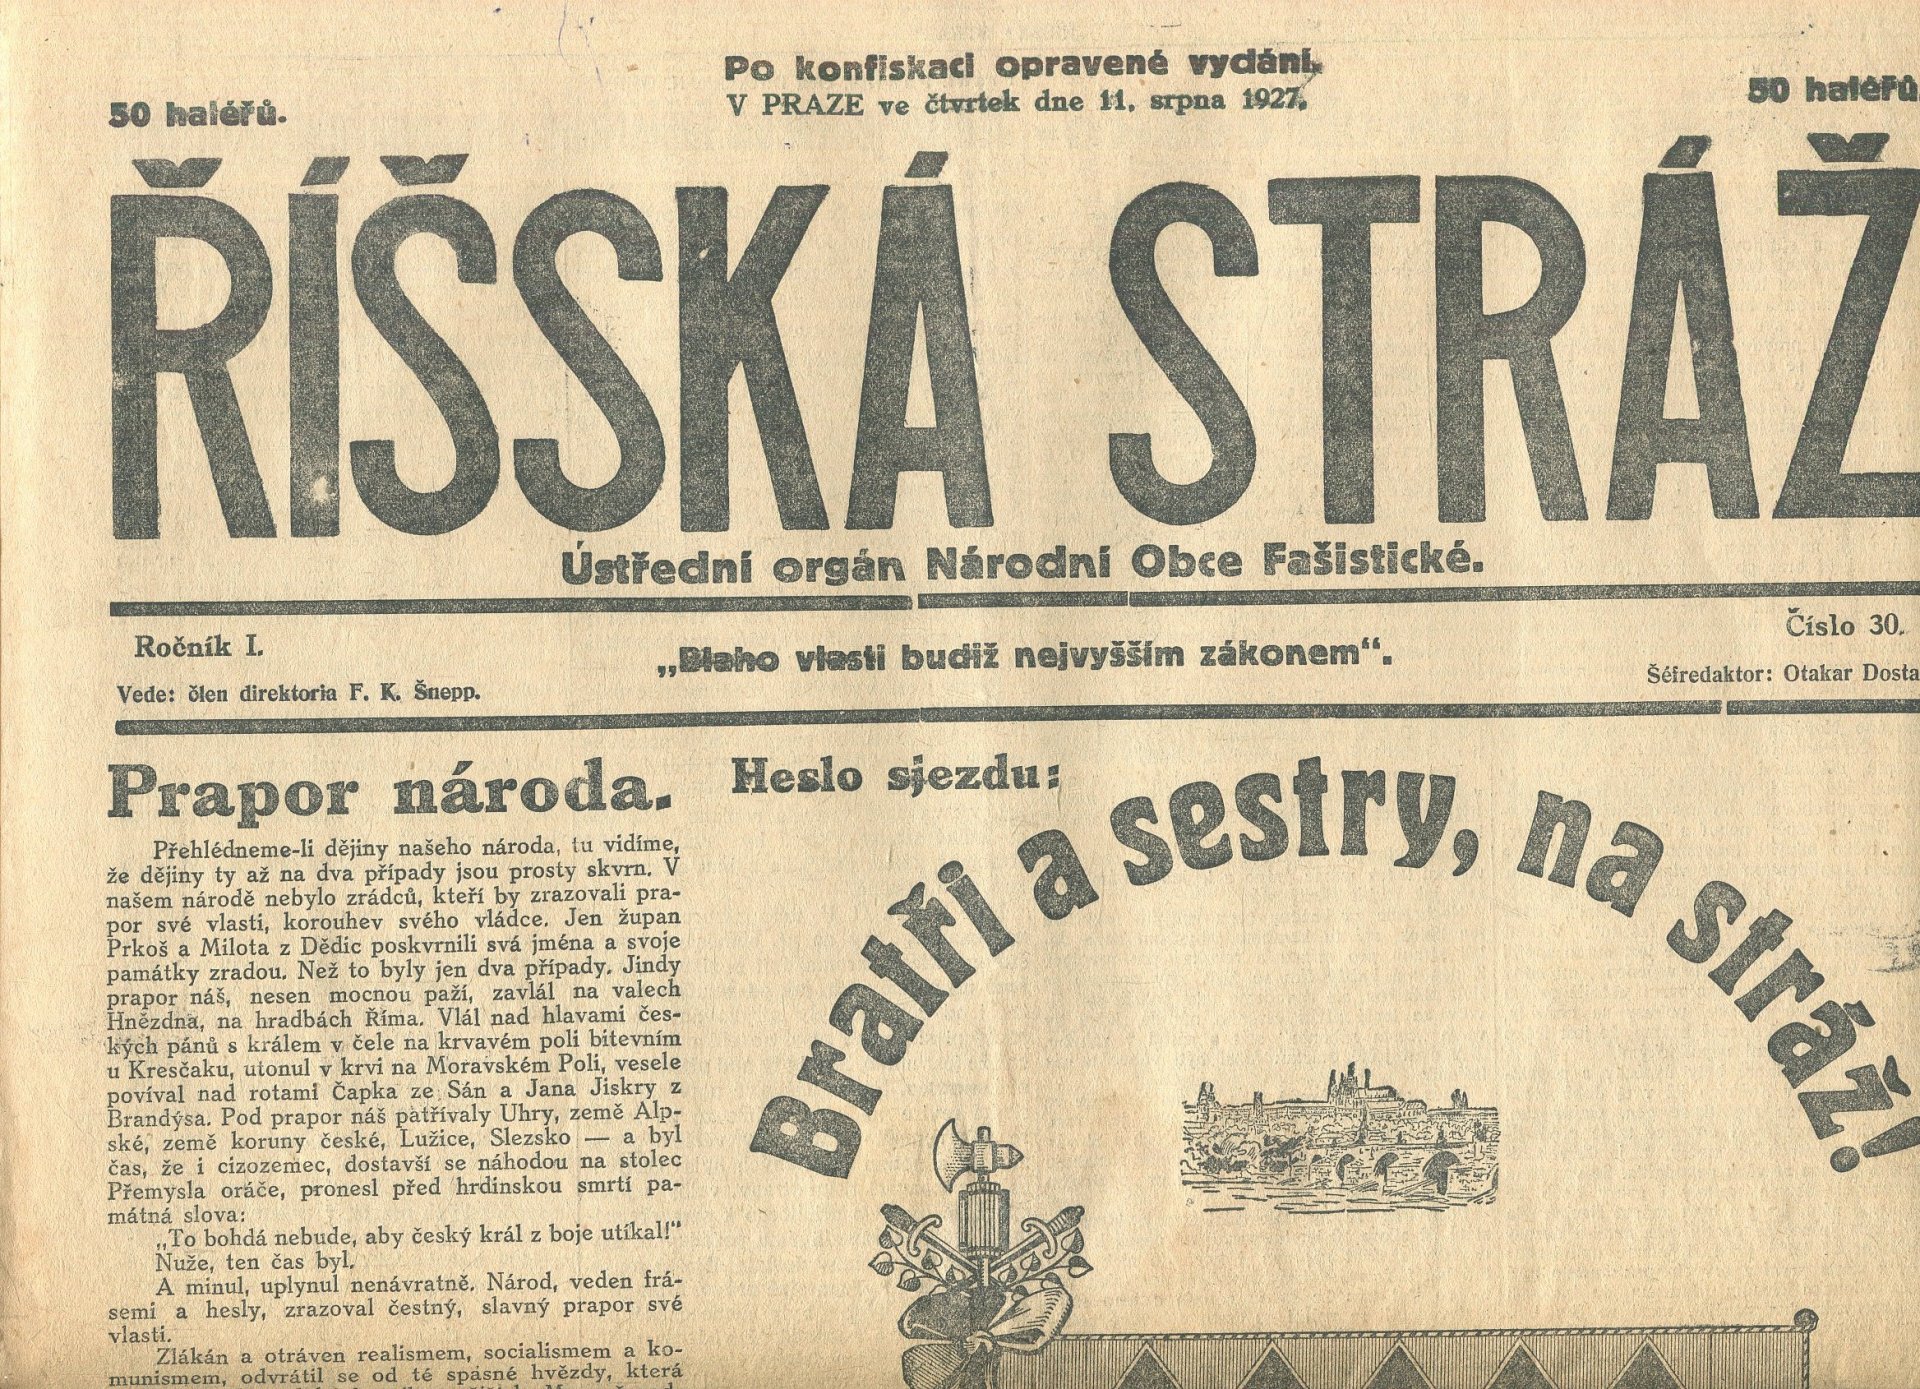 Po konfiskaci opravené vydání.
V PRAZE ve čtvrtek dne 11. srpna 1927.
50 haléřů.
50 haléřů
ŘÍŠSKÁ STRÁŽ
Ústřední orgán Národní Obce Fašistické.
Ročník I.
„Blaho vlasti budiž nejvyšším zákonem“.
Číslo 30.
Vede: člen direktoria F. K. Šnepp.
Šéfredaktor: Otakar Dosta
Prapor národa.
Přehlédneme-li dějiny našeho národa, tu vidíme,
že dějiny ty až na dva případy jsou prosty skvrn. V
našem národě nebylo zrádců, kteří by zrazovali pra-
por své vlasti, korouhev svého vládce. Jen župan
Prkoš a Milota z Dědic poskvrnili svá jména a svoje
památky zradou. Než to byly jen dva případy. Jindy
prapor náš, nesen mocnou paží, zavlál na valech
Hnězdna, na hradbách Říma. Vlál nad hlavami čes-
kých pánů s králem v čele na krvavém poli bitevním
u Kresčaku, utonul v krvi na Moravském Poli, vesele
povíval nad rotami Čapka ze Sán a Jana Jiskry z
Brandýsa. Pod prapor náš patřívaly Uhry, země Alp-
ské, země koruny české, Lužice, Slezsko — a byl
čas, že i cizozemec, dostavší se náhodou na stolec
Přemysla oráče, pronesl před hrdinskou smrtí pa-
mátná slova:
„To bohdá nebude, aby český král z boje utíkal!“
Nuže, ten čas byl.
A minul, uplynul nenávratně. Národ, veden frá-
semi a hesly, zrazoval čestný, slavný prapor své
vlasti.
Zlákán a otráven realismem, socialismem a ko-
munismem, odvrátil se od té spasné hvězdy, která
Heslo sjezdu:
Bratři a sestry, na stráž!